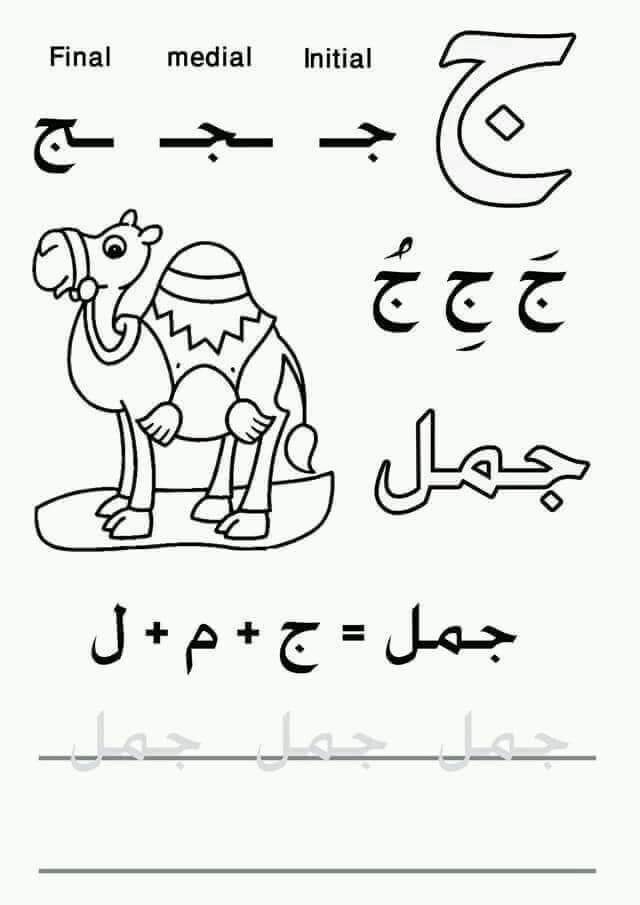 Final medial Initial
ج
ـج ـجـ جـ
جَ جِ جُ
جمل
جمل = ج + م + ل
جمل جمل جمل